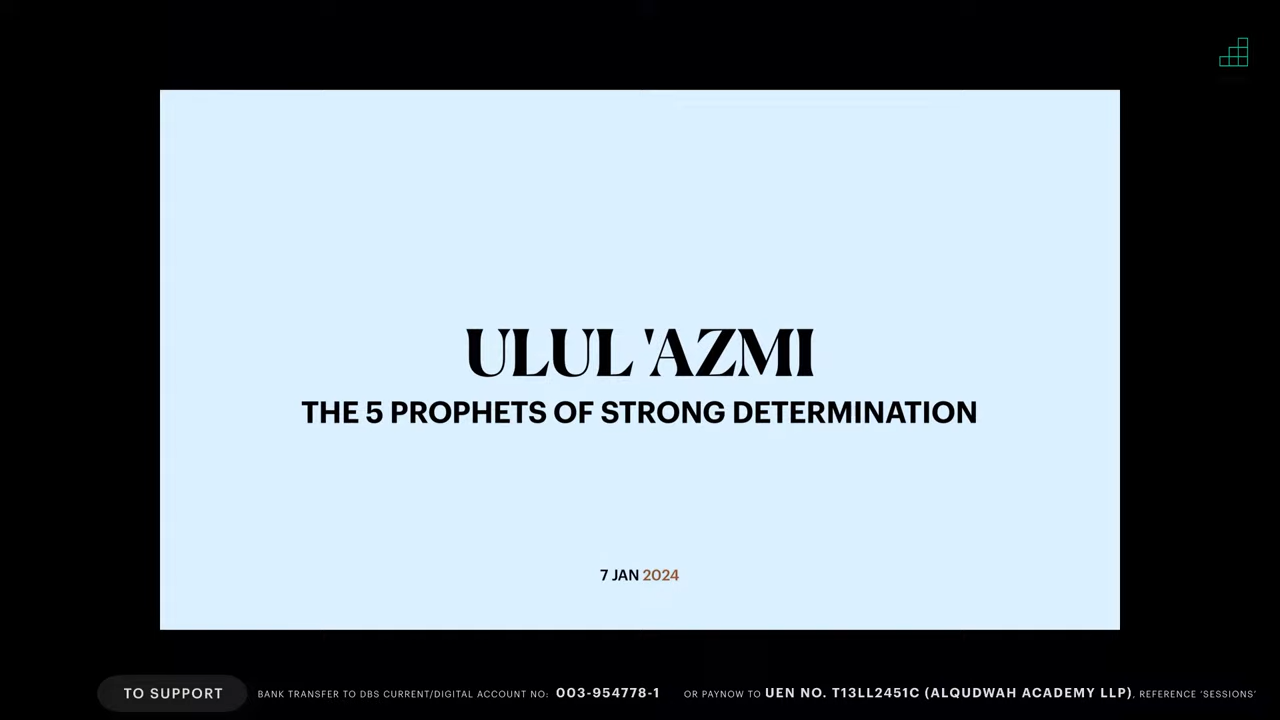 ULUL 'AZMI
THE 5 PROPHETS OF STRONG DETERMINATION
7 JAN 2024
TO SUPPORT BANK TRANSFER TO DBS CURRENT/DIGITAL ACCOUNT NO: 003-954778-1 OR PAYNOW TO UEN NO. T13LL2451C (ALQUDWAH ACADEMY LLP), REFERENCE 'SESSIONS'